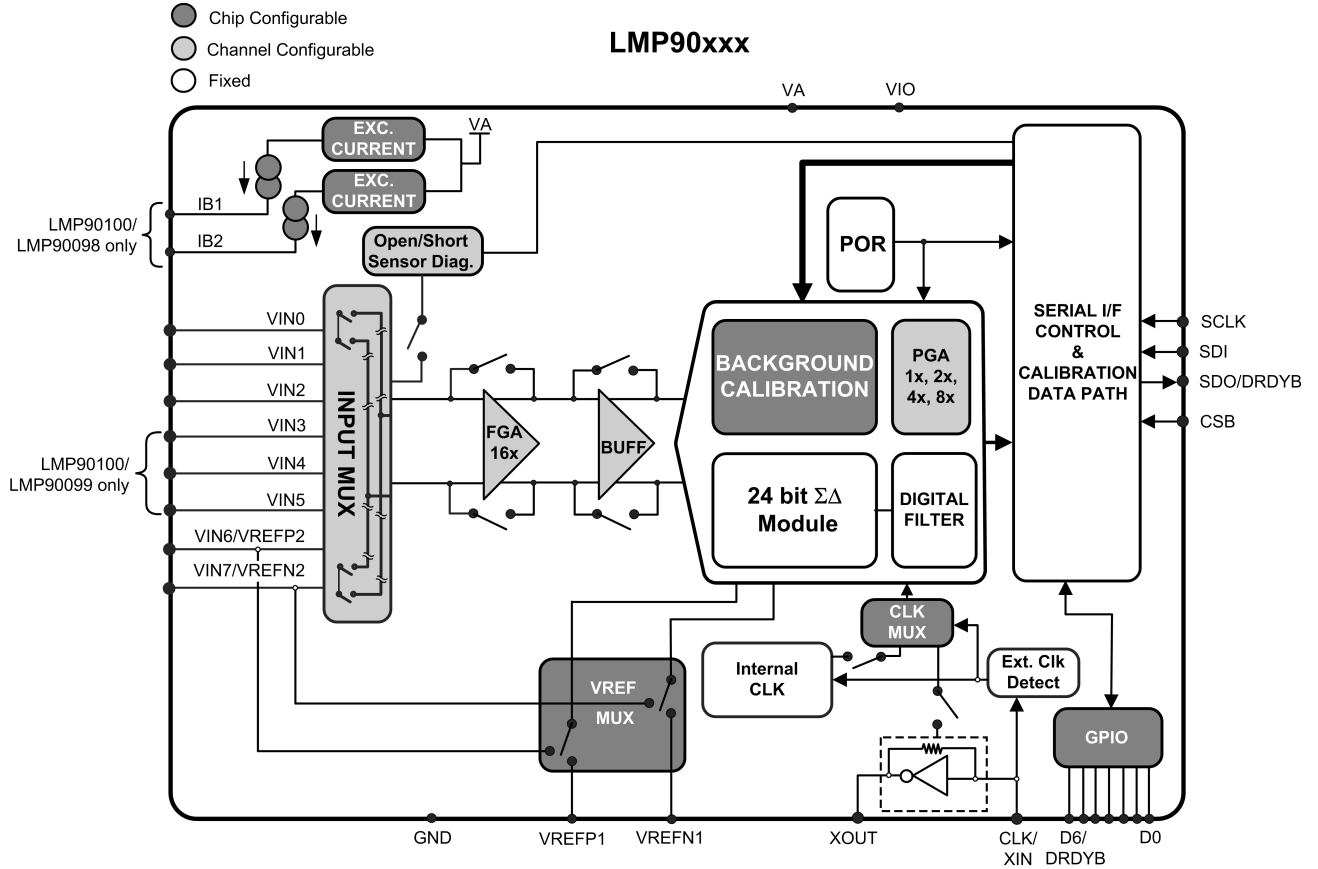 Chip Configurable
Channel Configurable
Fixed
LMP90xxx
VA
VIO
EXC.
CURRENT
VA
EXC.
CURRENT
IB1
IB2
LMP90100/
LMP90098 only
Open/Short
Sensor Diag.
POR
SERIAL I/F
CONTROL
&
CALIBRATION
DATA PATH
SCLK
SDI
SDO/DRDYB
CSB
VIN0
VIN1
VIN2
VIN3
VIN4
VIN5
VIN6/VREFP2
VIN7/VREFN2
LMP90100/
LMP90099 only
INPUT MUX
FGA
16x
BUFF
BACKGROUND
CALIBRATION
PGA
1x, 2x,
4x, 8x
24 bit ΣΔ
Module
DIGITAL
FILTER
CLK
MUX
Internal
CLK
Ext. Clk
Detect
VREF
MUX
GPIO
GND
VREFP1
VREFN1
XOUT
CLK/
XIN
D6/
DRDYB
D0